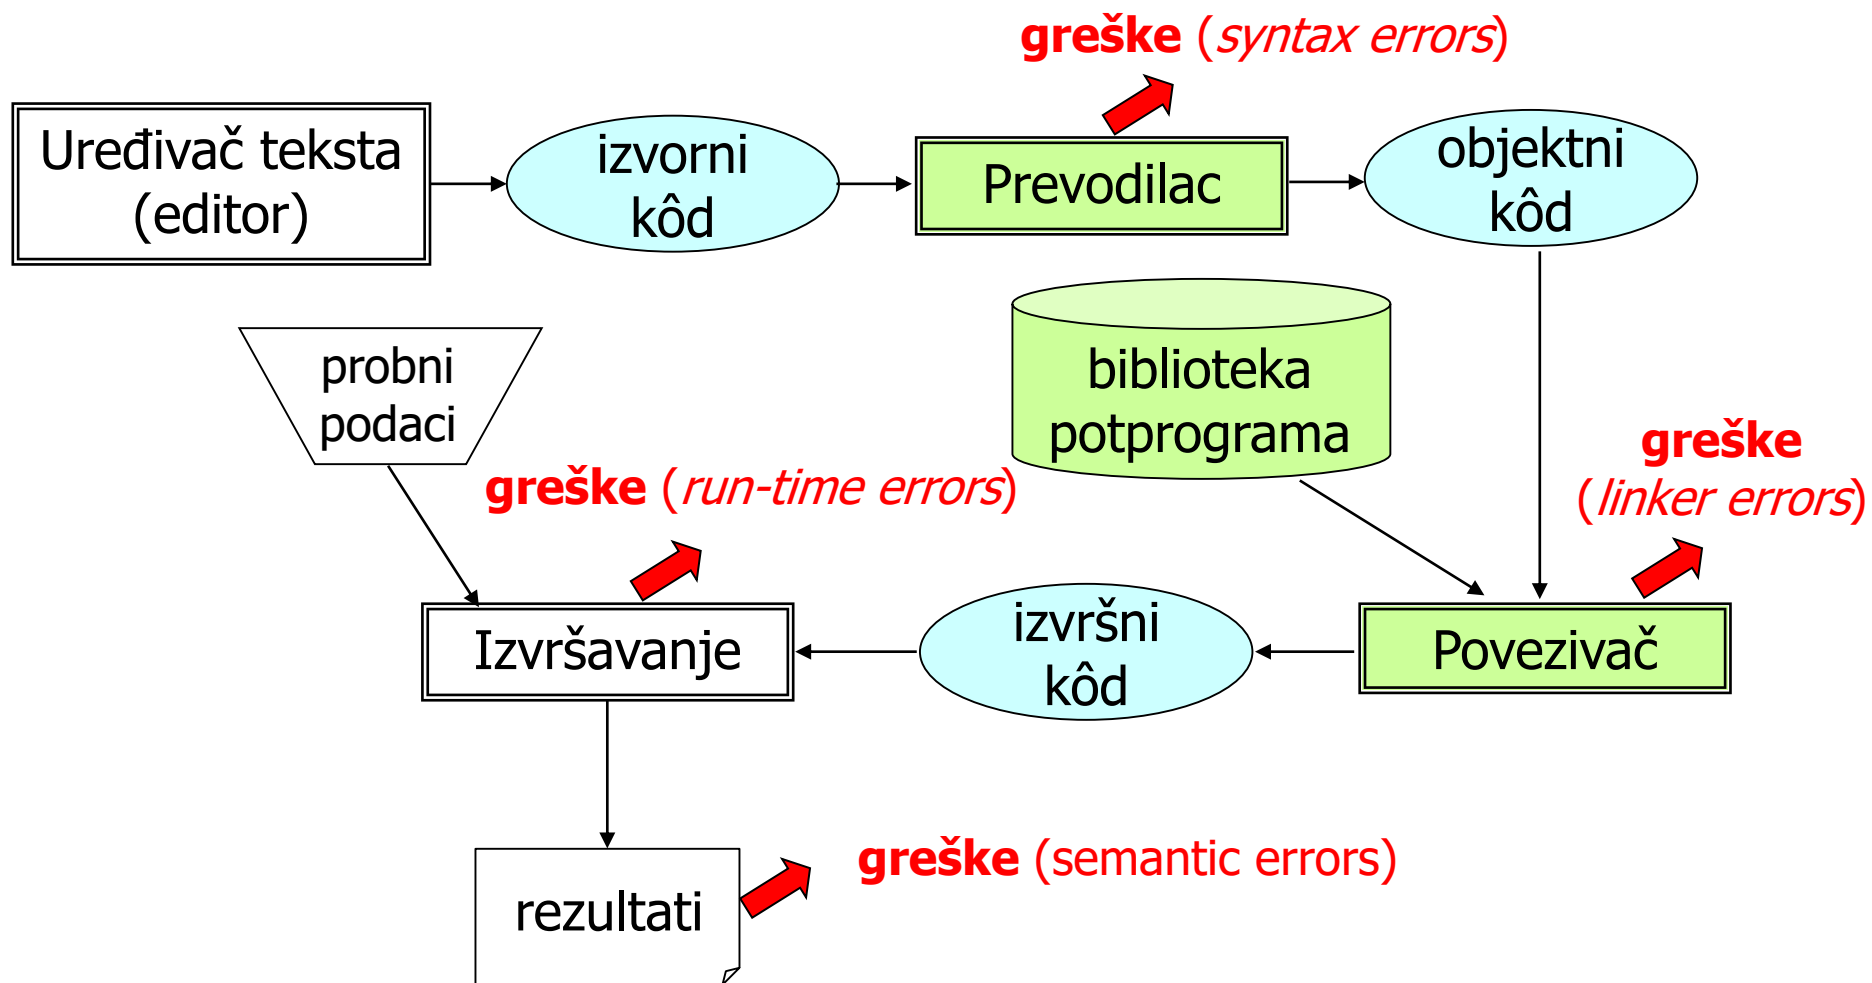 greške (syntax errors)
Uređivač teksta
(editor)
izvorni
kôd
Prevodilac
objektni
kôd
probni
podaci
biblioteka
potprograma
greške
(linker errors)
greške (run-time errors)
Izvršavanje
izvršni
kôd
Povezivač
greške (semantic errors)
rezultati